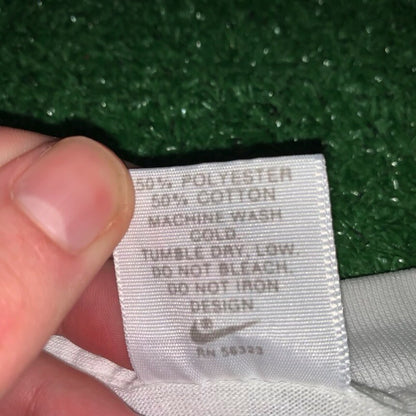 50% POLYESTER
50% COTTON
MACHINE WASH
COLD.
TUMBLE DRY, LOW.
DO NOT BLEACH.
DO NOT IRON
DESIGN
®
RN 56323